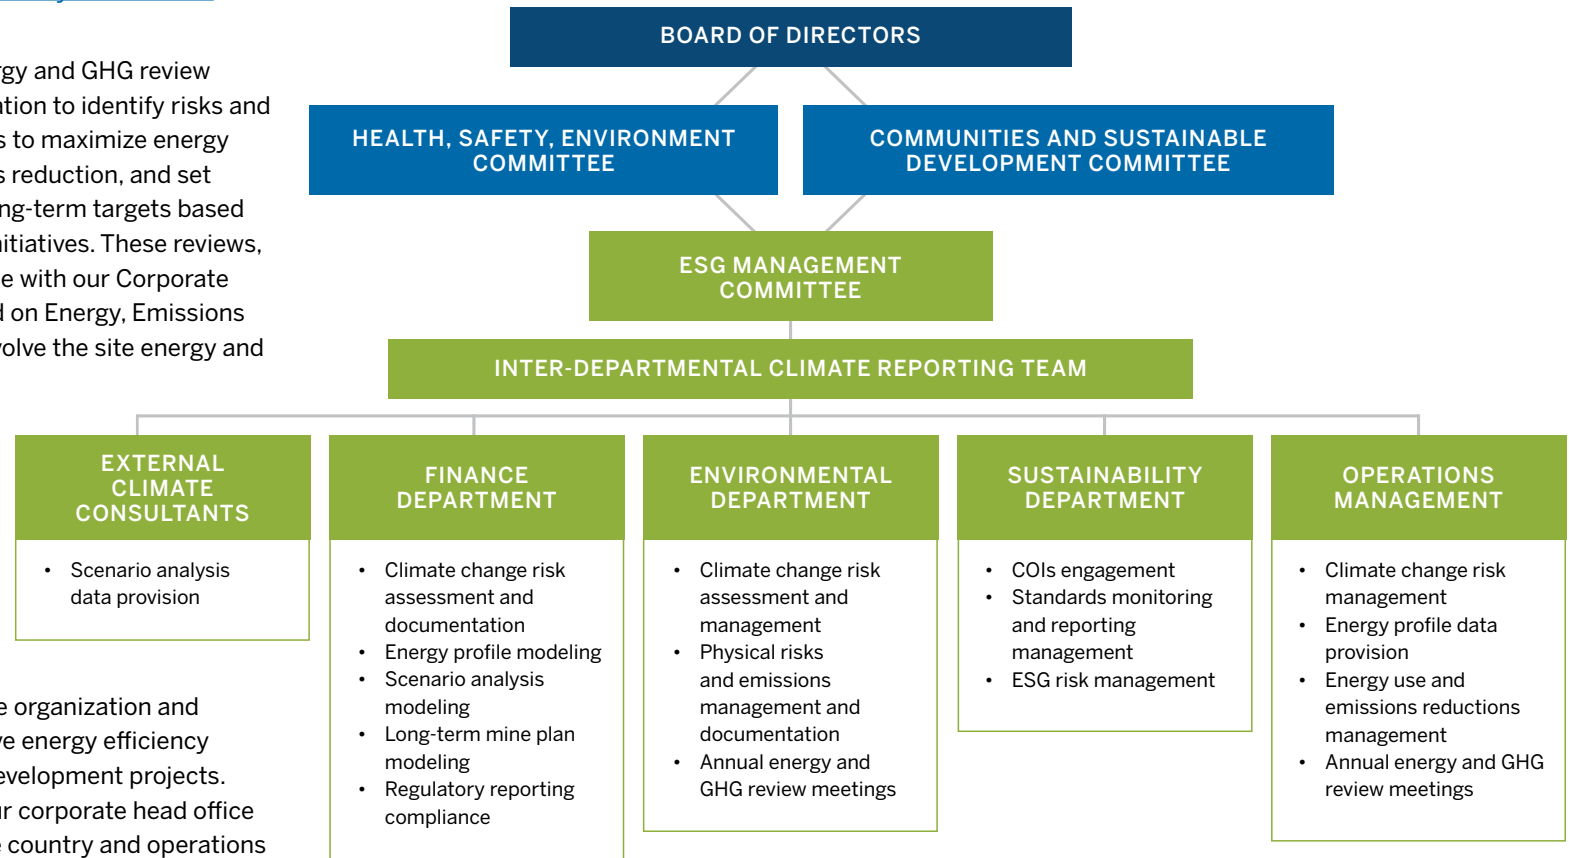 rgy and GHG review
ation to identify risks and
s to maximize energy
s reduction, and set
ng-term targets based
nitiatives. These reviews,
e with our Corporate
d on Energy, Emissions
volve the site energy and
e organization and
ve energy efficiency
evelopment projects.
ur corporate head office
e country and operations
BOARD OF DIRECTORS
HEALTH, SAFETY, ENVIRONMENT
COMMITTEE
COMMUNITIES AND SUSTAINABLE
DEVELOPMENT COMMITTEE
ESG MANAGEMENT
COMMITTEE
INTER-DEPARTMENTAL CLIMATE REPORTING TEAM
EXTERNAL
CLIMATE
CONSULTANTS
• Scenario analysis
data provision
FINANCE
DEPARTMENT
• Climate change risk
assessment and
documentation
• Energy profile modeling
• Scenario analysis
modeling
• Long-term mine plan
modeling
• Regulatory reporting
compliance
ENVIRONMENTAL
DEPARTMENT
• Climate change risk
assessment and
management
• Physical risks
and emissions
management and
documentation
• Annual energy and
GHG review meetings
SUSTAINABILITY
DEPARTMENT
• COIs engagement
• Standards monitoring
and reporting
management
• ESG risk management
OPERATIONS
MANAGEMENT
• Climate change risk
management
• Energy profile data
provision
• Energy use and
emissions reductions
management
• Annual energy and GHG
review meetings